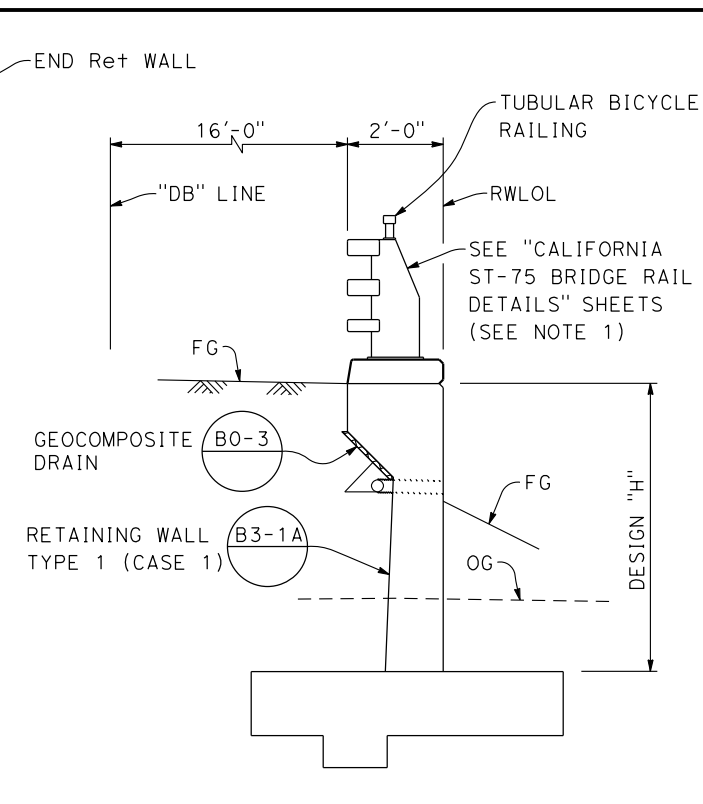 END Ret WALL
TUBULAR BICYCLE
RAILING
16'-0"
2'-0"
"DB" LINE
RWLOL
SEE "CALIFORNIA
ST-75 BRIDGE RAIL
DETAILS" SHEETS
(SEE NOTE 1)
FG
GEOCOMPOSITE
DRAIN
B0-3
FG
RETAINING WALL
TYPE 1 (CASE 1)
B3-1A
OG
DESIGN "H"